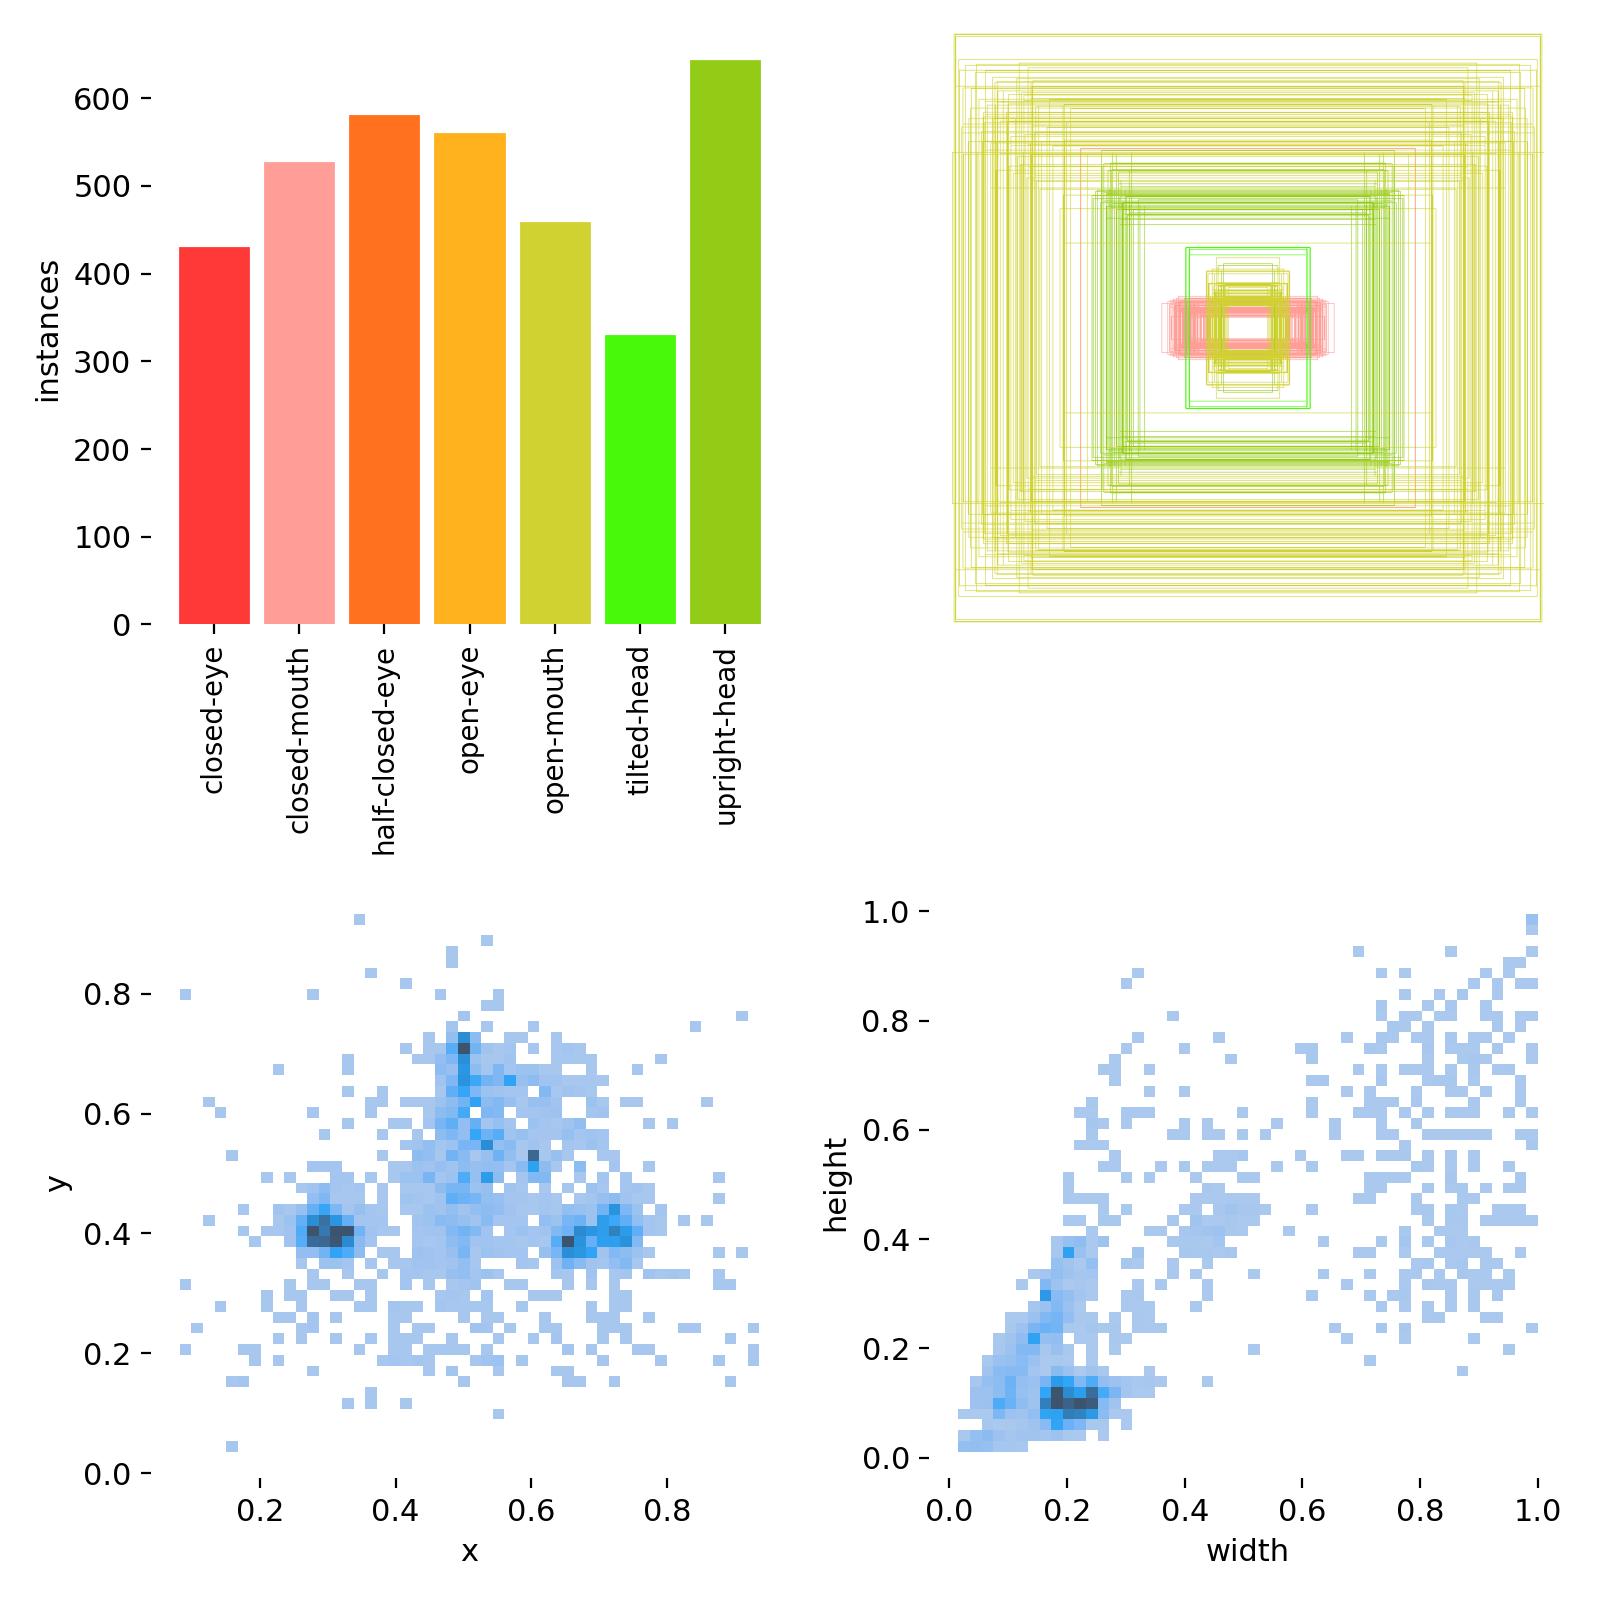 600
500
400
300
200
100
0
instances
closed-eye
closed-mouth
half-closed-eye
open-eye
open-mouth
tilted-head
upright-head
0.8
0.6
0.4
0.2
0.0
y
0.2 0.4 0.6 0.8
x
1.0
0.8
0.6
0.4
0.2
0.0
height
0.0 0.2 0.4 0.6 0.8 1.0
width